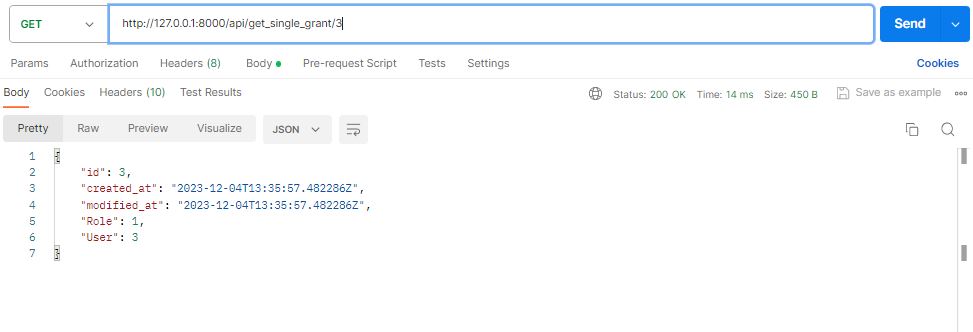 GET http://127.0.0.1:8000/api/get_single_grant/3 Send
Params Authorization Headers (8) Body Pre-request Script Tests Settings Cookies
Body Cookies Headers (10) Test Results Status: 200 OK Time: 14 ms Size: 450 B Save as example
Pretty Raw Preview Visualize JSON
1 {
2 "id": 3,
3 "created_at": "2023-12-04T13:35:57.482286Z",
4 "modified_at": "2023-12-04T13:35:57.482286Z",
5 "Role": 1,
6 "User": 3
7 }